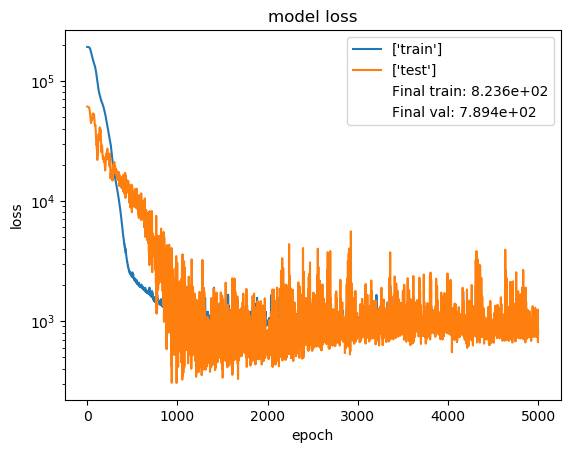 model loss
['train']
['test']
Final train: 8.236e+02
Final val: 7.894e+02
10^5
10^4
10^3
loss
0
1000
2000
3000
4000
5000
epoch